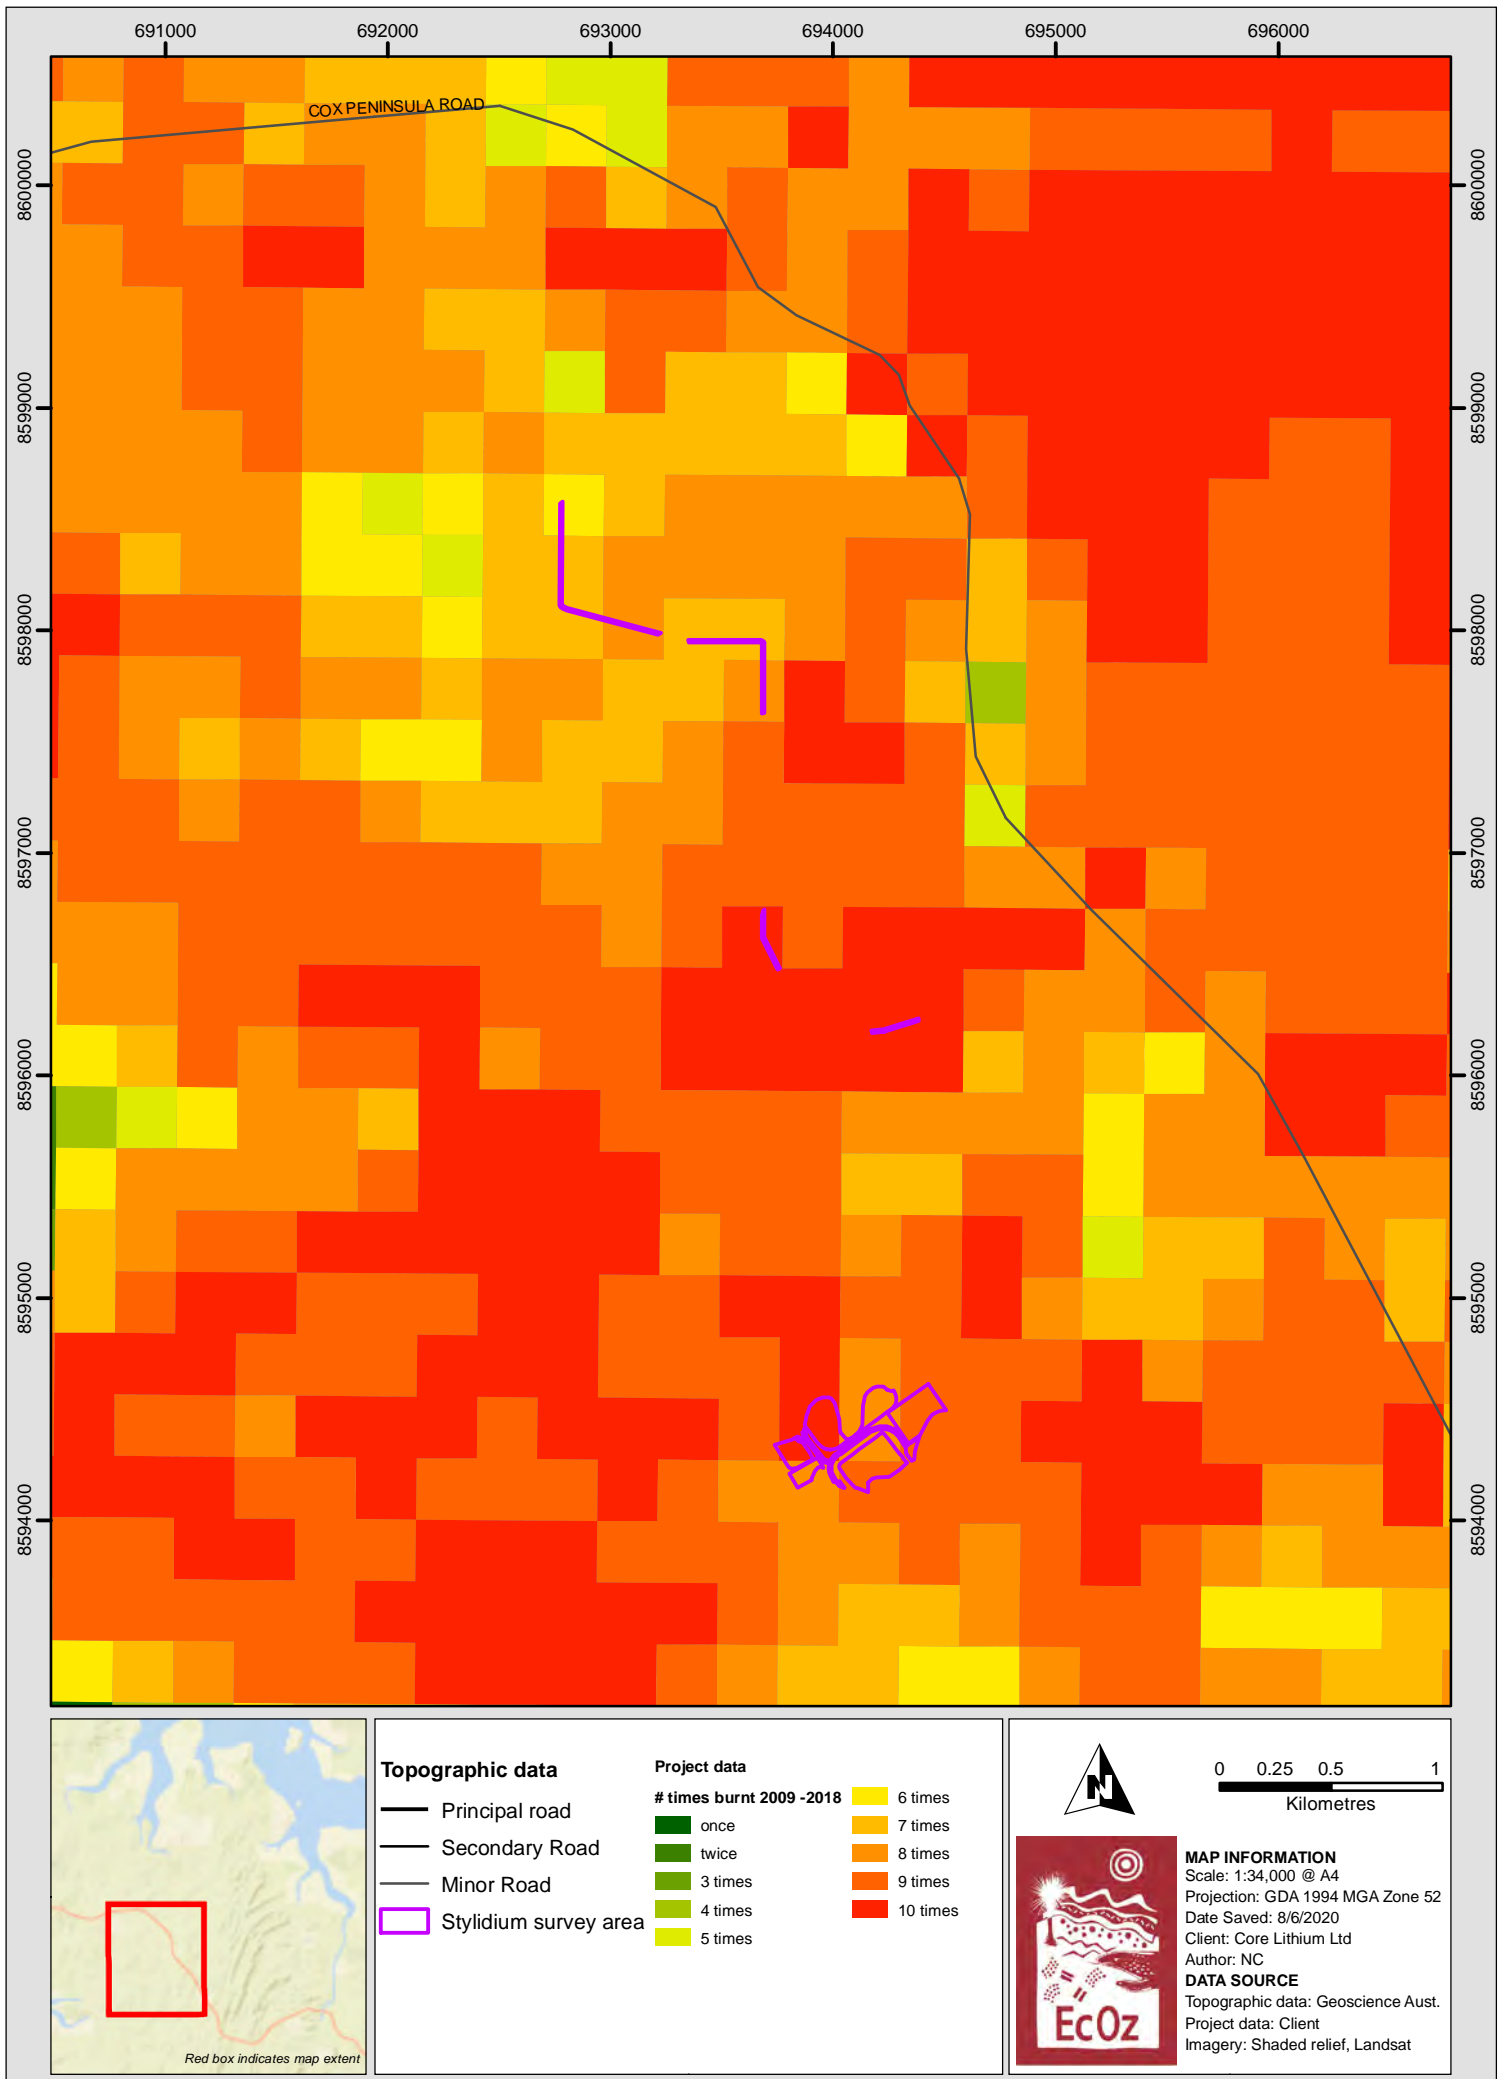 691000 692000 693000 694000 695000 696000
COX PENINSULA ROAD
8600000 8600000
8599000 8599000
8598000 8598000
8597000 8597000
8596000 8596000
8595000 8595000
8594000 8594000
Red box indicates map extent
Topographic data
Principal road
Secondary Road
Minor Road
Stylidium survey area
Project data
# times burnt 2009 -2018
once
twice
3 times
4 times
5 times
6 times
7 times
8 times
9 times
10 times
N
0 0.25 0.5 1
Kilometres
EcOz
MAP INFORMATION
Scale: 1:34,000 @ A4
Projection: GDA 1994 MGA Zone 52
Date Saved: 8/6/2020
Client: Core Lithium Ltd
Author: NC
DATA SOURCE
Topographic data: Geoscience Aust.
Project data: Client
Imagery: Shaded relief, Landsat